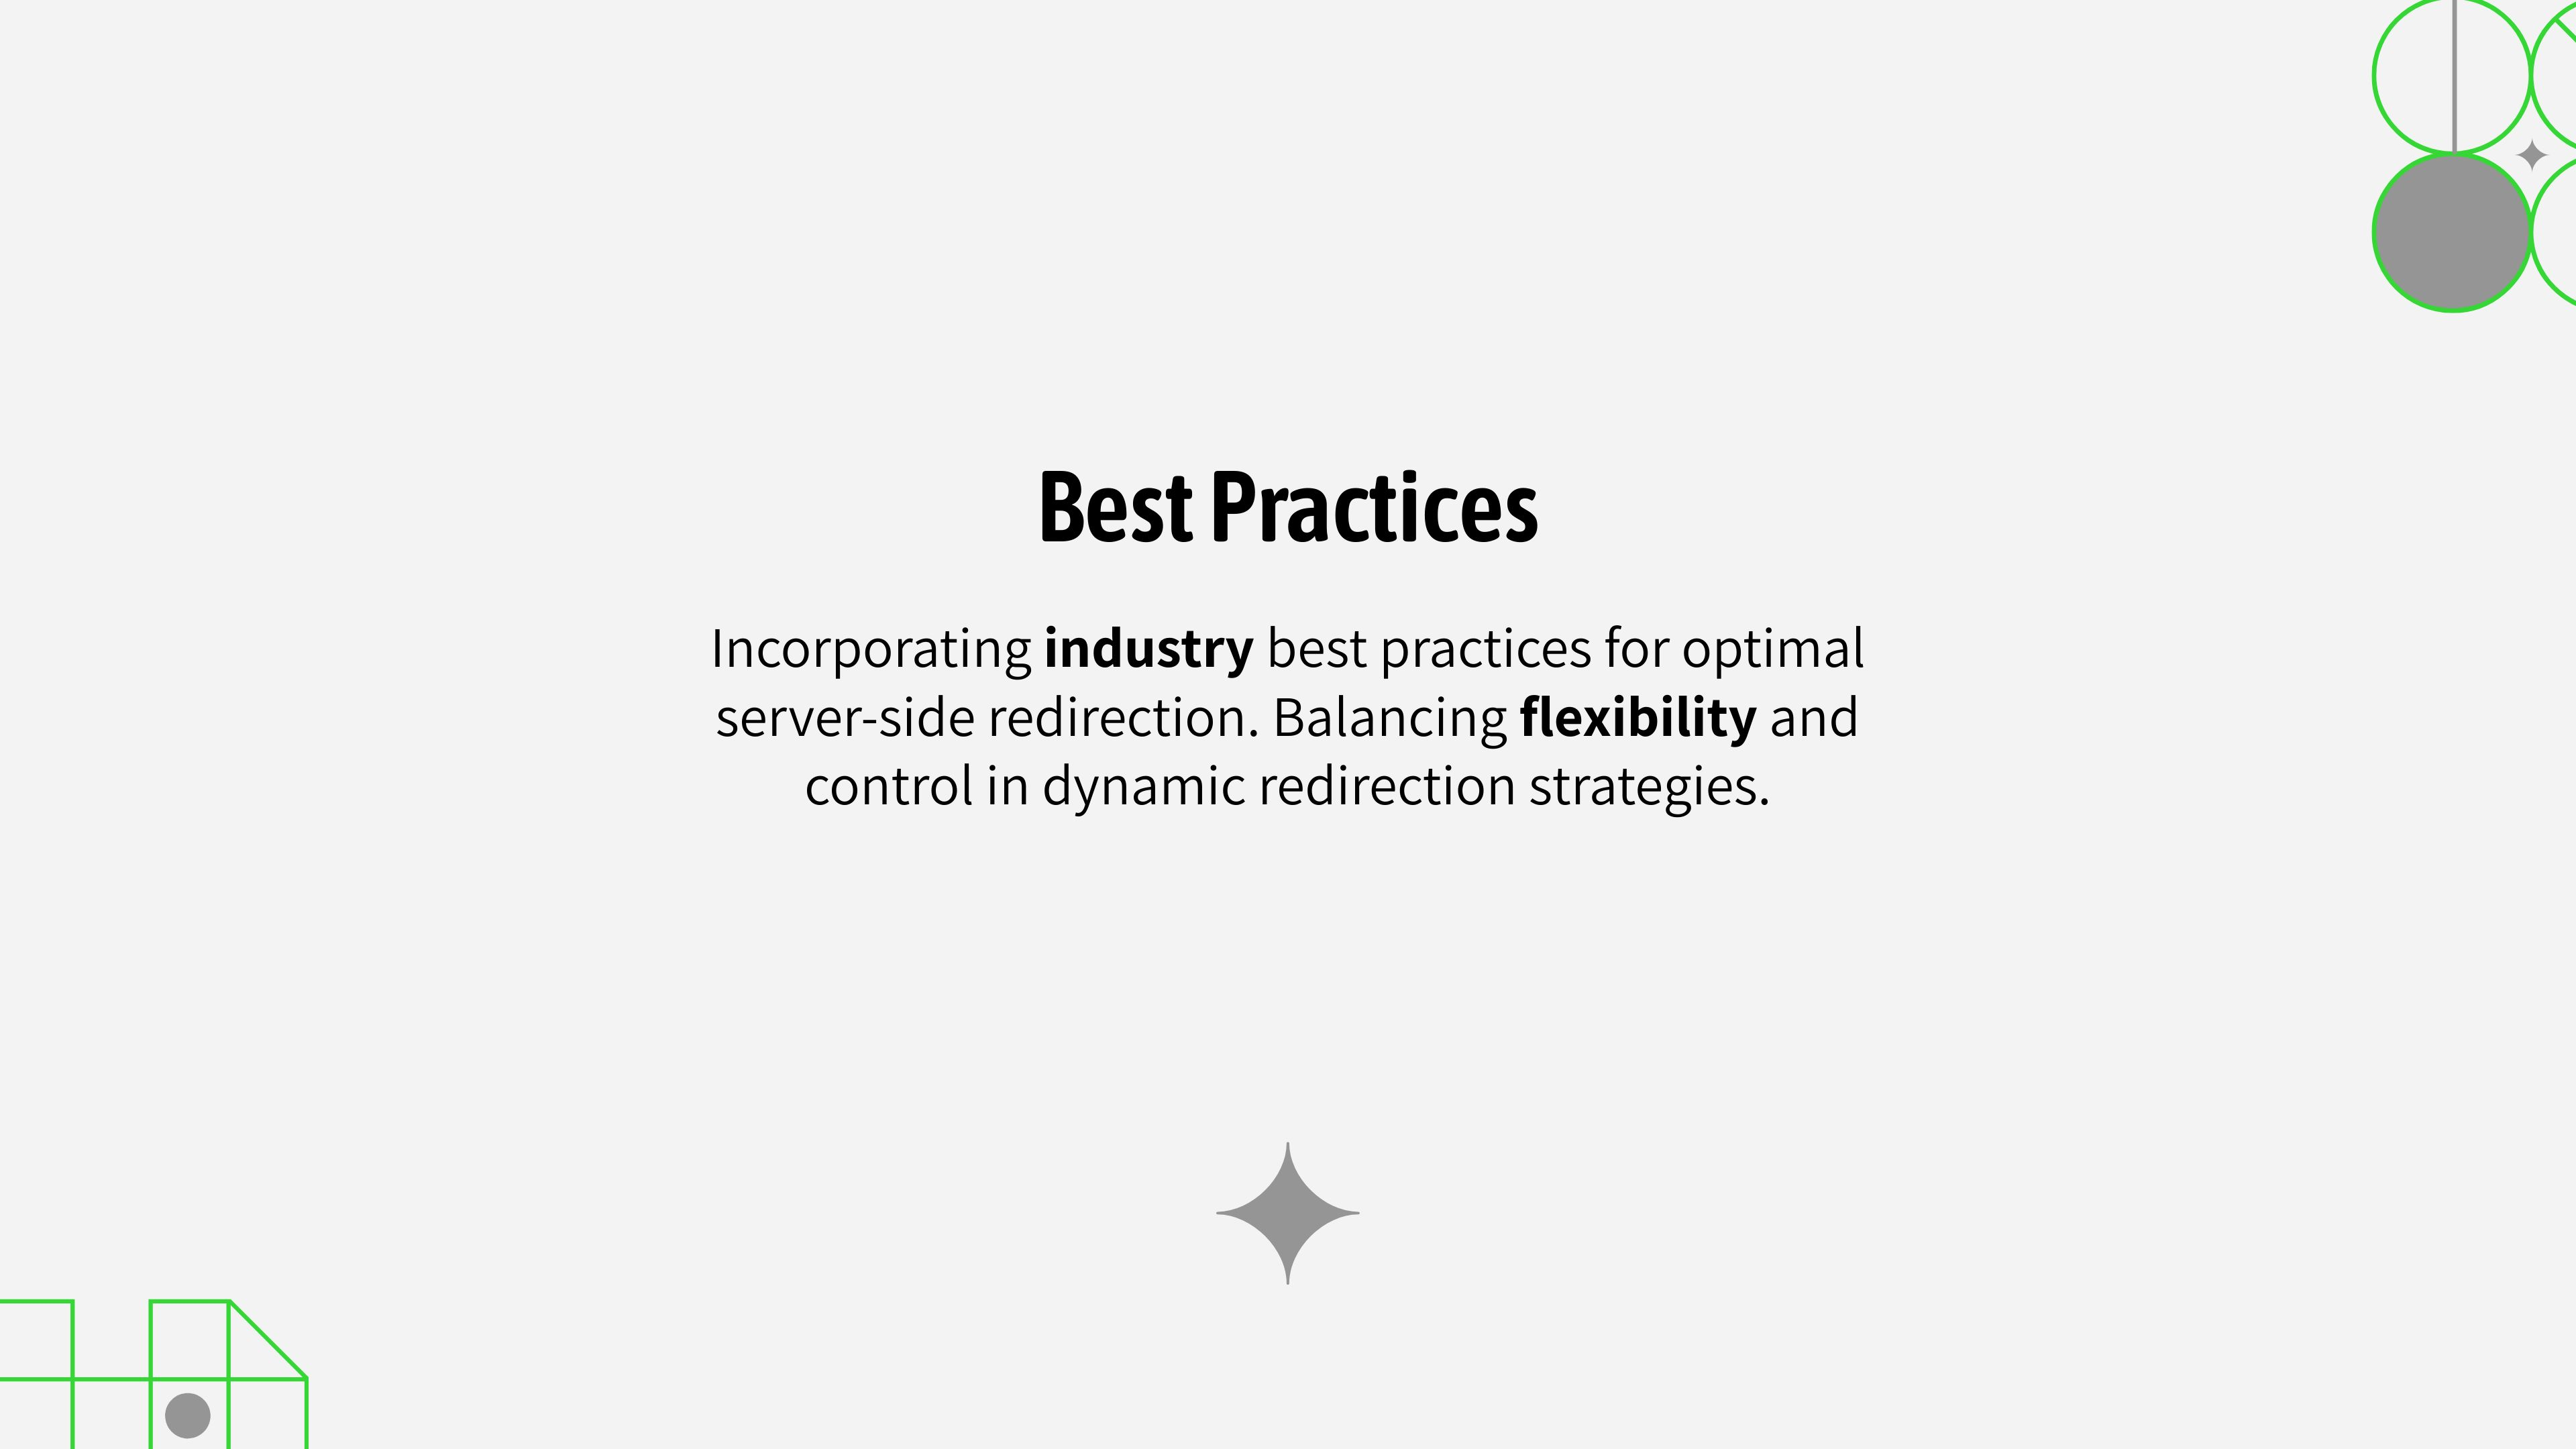 Best Practices
Incorporating industry best practices for optimal
server-side redirection. Balancing flexibility and
control in dynamic redirection strategies.